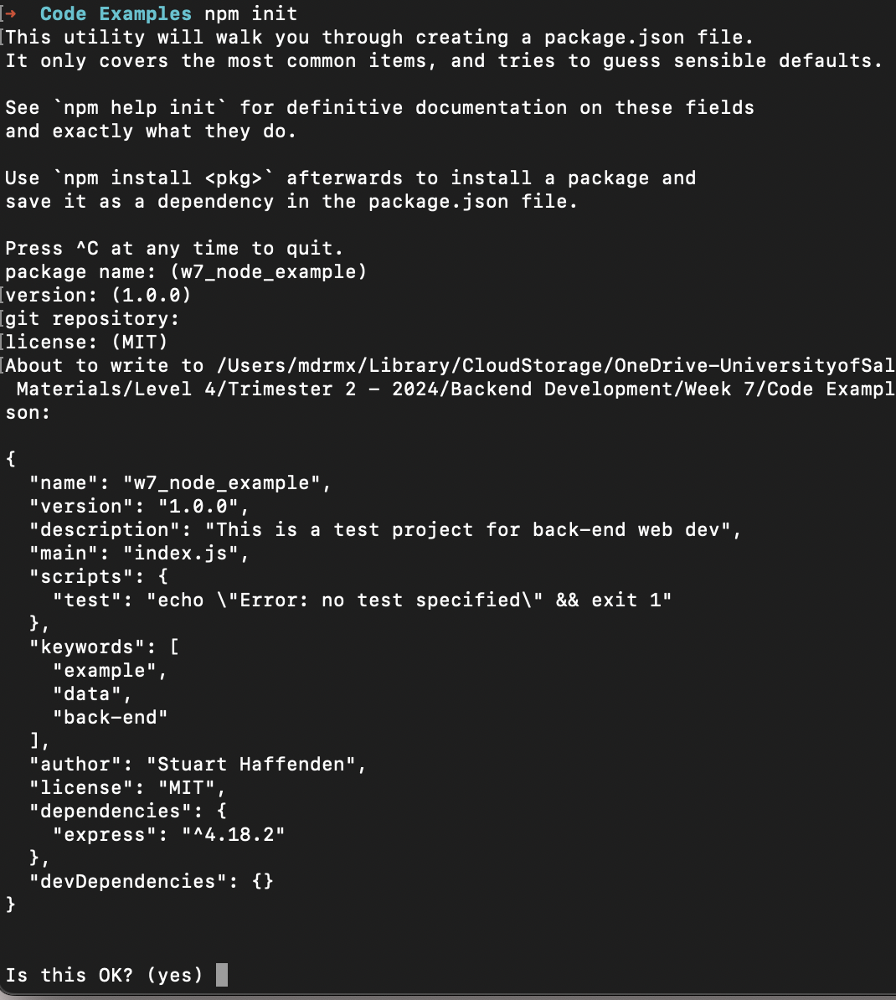 → Code Examples npm init
This utility will walk you through creating a package.json file.
It only covers the most common items, and tries to guess sensible defaults.

See `npm help init` for definitive documentation on these fields
and exactly what they do.

Use `npm install <pkg>` afterwards to install a package and
save it as a dependency in the package.json file.

Press ^C at any time to quit.
package name: (w7_node_example)
version: (1.0.0)
git repository:
license: (MIT)
About to write to /Users/mdrmx/Library/CloudStorage/OneDrive-UniversityofSal
 Materials/Level 4/Trimester 2 - 2024/Backend Development/Week 7/Code Exampl
son:

{
  "name": "w7_node_example",
  "version": "1.0.0",
  "description": "This is a test project for back-end web dev",
  "main": "index.js",
  "scripts": {
    "test": "echo \"Error: no test specified\" && exit 1"
  },
  "keywords": [
    "example",
    "data",
    "back-end"
  ],
  "author": "Stuart Haffenden",
  "license": "MIT",
  "dependencies": {
    "express": "^4.18.2"
  },
  "devDependencies": {}
}

Is this OK? (yes)